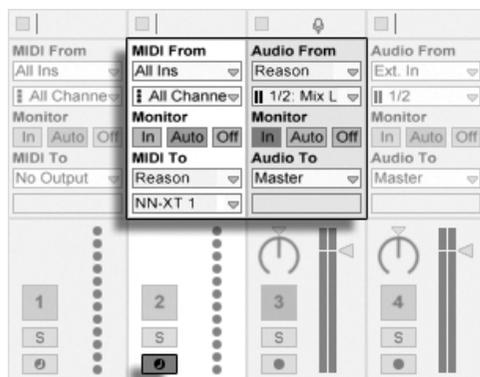 MIDI From
All Ins
All Channe
Monitor
In Auto Off
MIDI To
No Output
1
S
MIDI From
All Ins
All Channe
Monitor
In Auto Off
MIDI To
Reason
NN-XT 1
2
S
Audio From
Reason
1/2: Mix L
Monitor
In Auto Off
Audio To
Master
3
S
Audio From
Ext. In
1/2
Monitor
In Auto Off
Audio To
Master
4
S